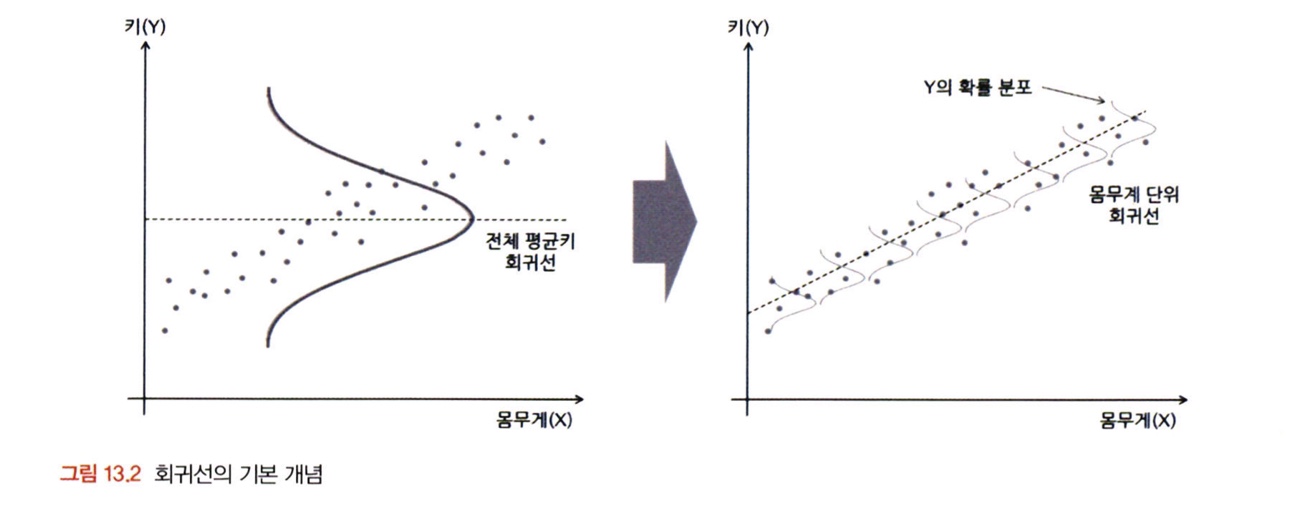 키(Y)
전체 평균키
회귀선
몸무게(X)
키(Y)
Y의 확률 분포
몸무게 단위
회귀선
몸무게(X)
그림 13.2 회귀선의 기본 개념